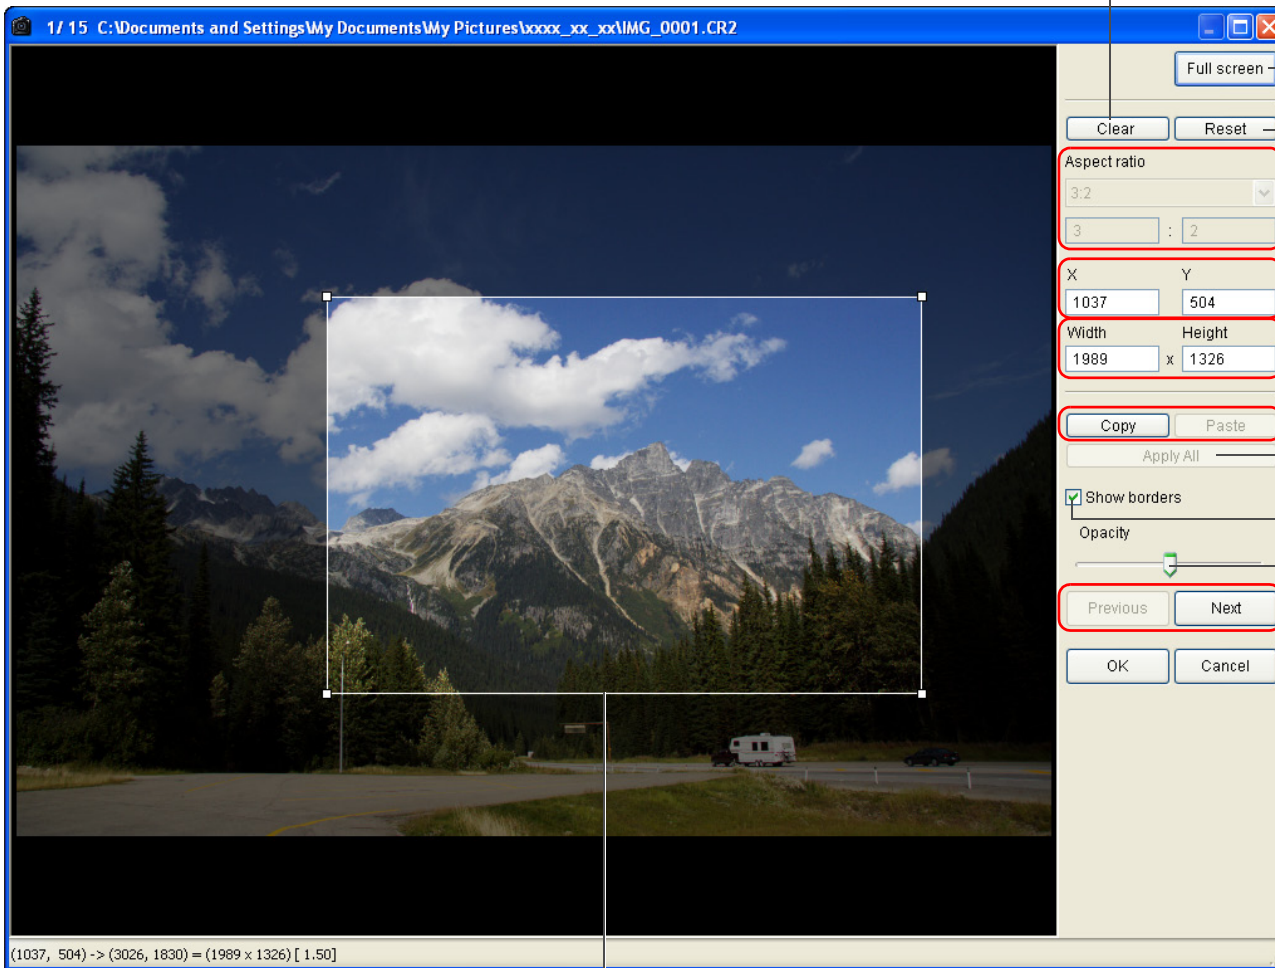 1/ 15 C:\Documents and Settings\My Documents\My Pictures\xxxx_xx_xx\IMG_0001.CR2
Full screen
Clear Reset
Aspect ratio
3:2
3 : 2
X Y
1037 504
Width Height
1989 x 1326
Copy Paste
Apply All
Show borders
Opacity
Previous Next
OK Cancel
(1037, 504) -> (3026, 1830) = (1989 x 1326) [ 1.50]